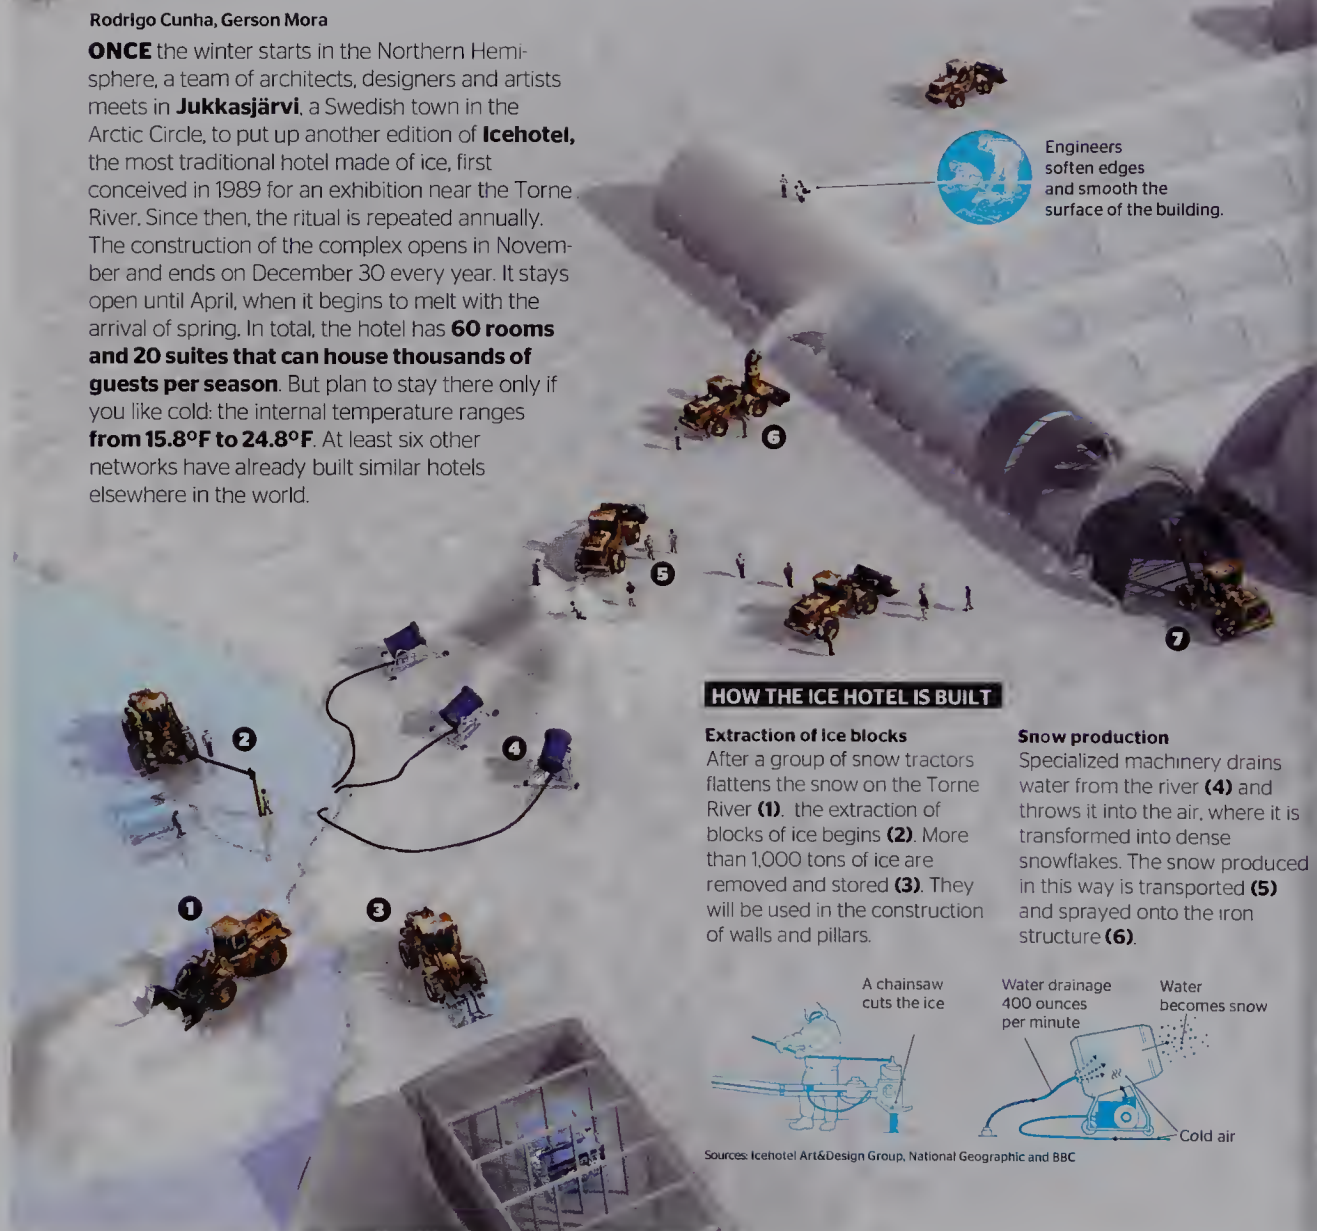 Rodrigo Cunha, Gerson Mora
ONCE the winter starts in the Northern Hemi-
sphere, a team of architects, designers and artists
meets in Jukkasjärvi, a Swedish town in the
Arctic Circle, to put up another edition of Icehotel,
the most traditional hotel made of ice, first
conceived in 1989 for an exhibition near the Torne
River. Since then, the ritual is repeated annually.
The construction of the complex opens in Novem-
ber and ends on December 30 every year. It stays
open until April, when it begins to melt with the
arrival of spring. In total, the hotel has 60 rooms
and 20 suites that can house thousands of
guests per season. But plan to stay there only if
you like cold: the internal temperature ranges
from 15.8ºF to 24.8ºF. At least six other
networks have already built similar hotels
elsewhere in the world.
Engineers
soften edges
and smooth the
surface of the building.
6
5
7
2
4
1
3
HOW THE ICE HOTEL IS BUILT
Extraction of ice blocks
After a group of snow tractors
flattens the snow on the Torne
River (1), the extraction of
blocks of ice begins (2). More
than 1,000 tons of ice are
removed and stored (3). They
will be used in the construction
of walls and pillars.
Snow production
Specialized machinery drains
water from the river (4) and
throws it into the air, where it is
transformed into dense
snowflakes. The snow produced
in this way is transported (5)
and sprayed onto the iron
structure (6).
A chainsaw
cuts the ice
Water drainage
400 ounces
per minute
Water
becomes snow
Cold air
Sources: Icehotel Art&Design Group, National Geographic and BBC